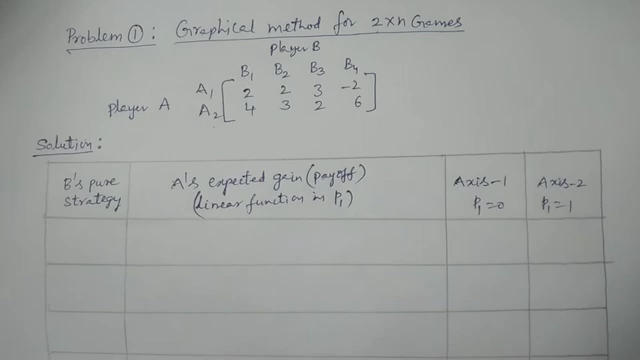 Problem ①: Graphical method for 2×n Games
Player B
B1 B2 B3 B4
A1 2 2 3 -2
Player A A2 4 3 2 6
Solution:
B's pure strategy
A's expected gain (payoff)
(linear function in P1)
Axis-1
P1=0
Axis-2
P1=1